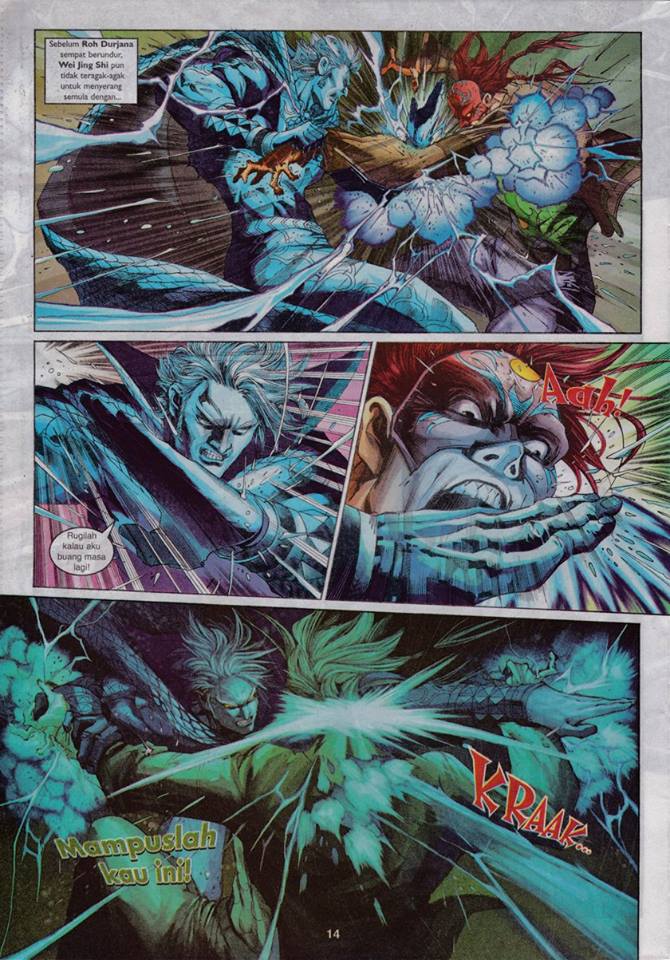 Sebelum Roh Durjana
sempat berundur,
Wei Jing Shi pun
tidak teragak-agak
untuk menyerang
semula dengan...
Rugilah
kalau aku
buang masa
lagi!
Aah!
KRAAK...
Mampuslah
kau ini!
14